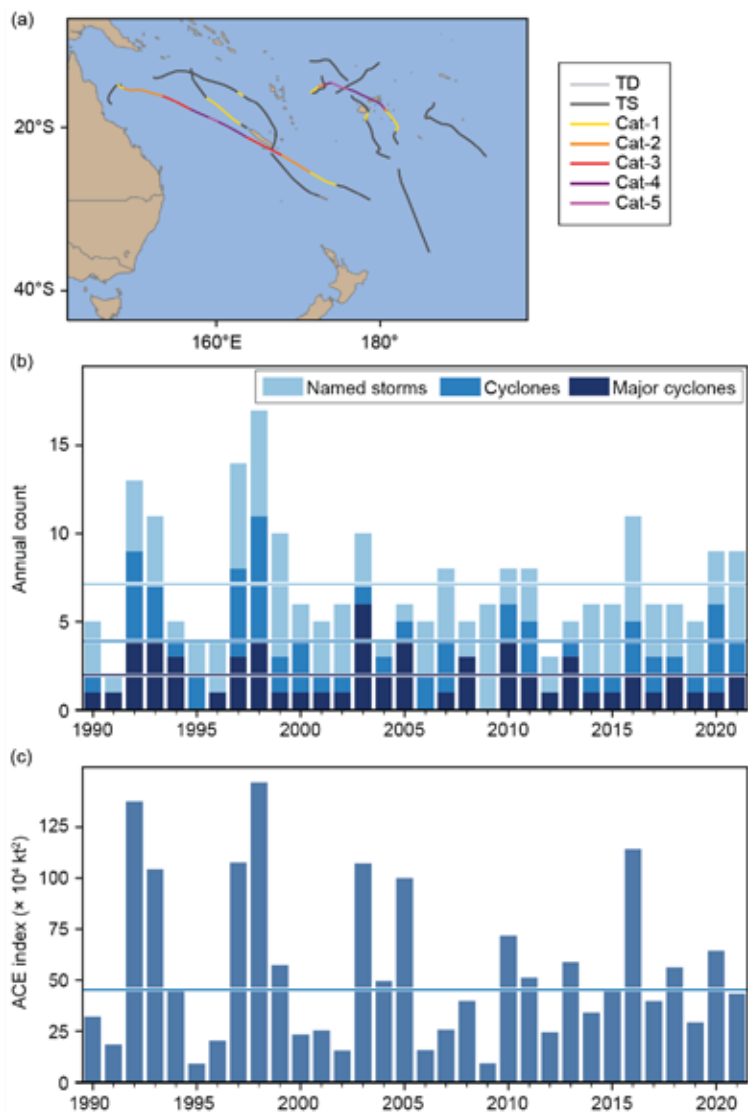 (a)
20°S
40°S
160°E
180°
TD
TS
Cat-1
Cat-2
Cat-3
Cat-4
Cat-5
(b)
Named storms
Cyclones
Major cyclones
Annual count
15
10
5
0
1990
1995
2000
2005
2010
2015
2020
(c)
ACE index (× 10⁴ kt²)
125
100
75
50
25
0
1990
1995
2000
2005
2010
2015
2020